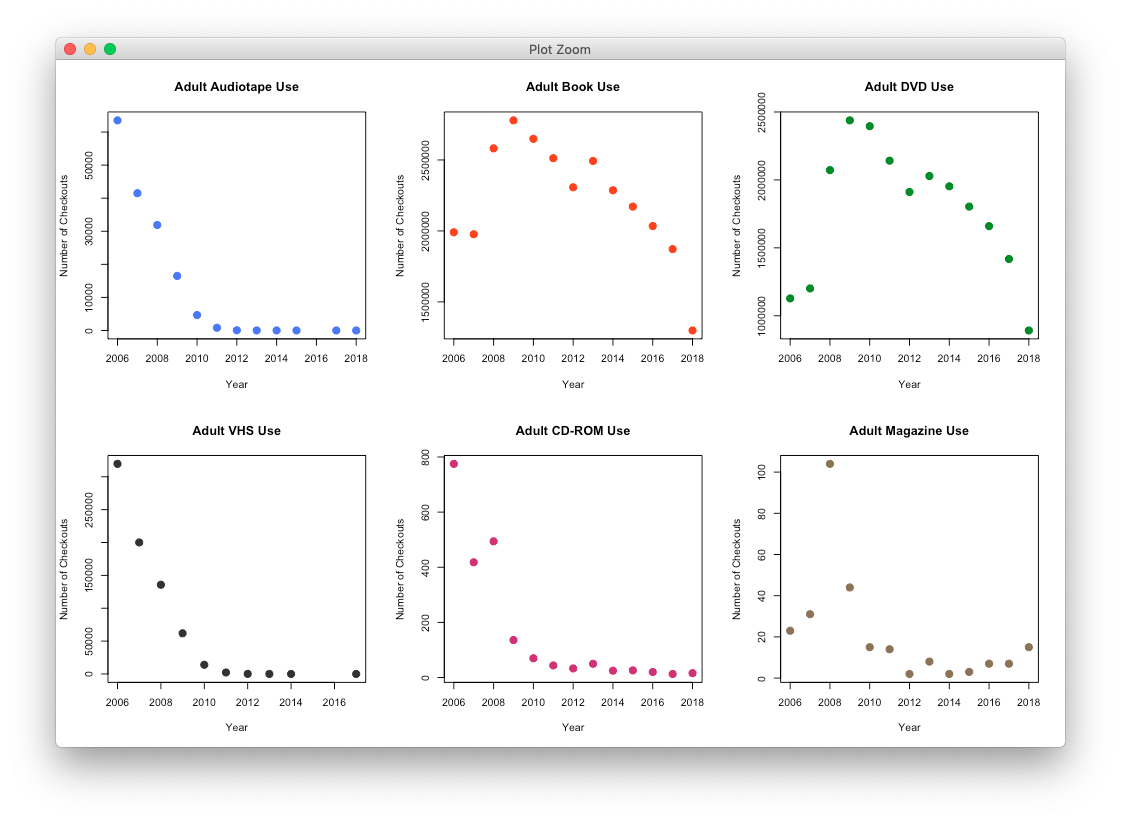 Plot Zoom
Adult Audiotape Use
Number of Checkouts
0 10000 30000 50000
2006 2008 2010 2012 2014 2016 2018
Year
Adult Book Use
Number of Checkouts
1500000 2000000 2500000
2006 2008 2010 2012 2014 2016 2018
Year
Adult DVD Use
Number of Checkouts
1000000 1500000 2000000 2500000
2006 2008 2010 2012 2014 2016 2018
Year
Adult VHS Use
Number of Checkouts
0 50000 150000 250000
2006 2008 2010 2012 2014 2016
Year
Adult CD-ROM Use
Number of Checkouts
0 200 400 600 800
2006 2008 2010 2012 2014 2016 2018
Year
Adult Magazine Use
Number of Checkouts
0 20 40 60 80 100
2006 2008 2010 2012 2014 2016 2018
Year